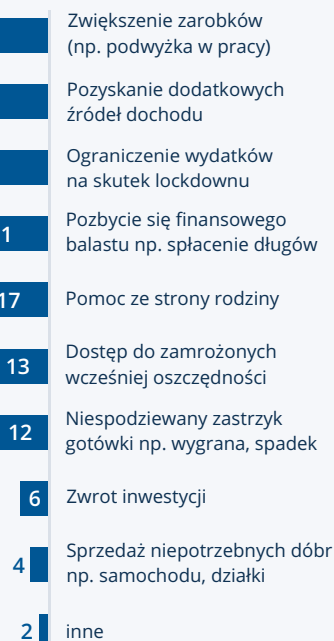 Zwiększenie zarobków
(np. podwyżka w pracy)
Pozyskanie dodatkowych
źródeł dochodu
Ograniczenie wydatków
na skutek lockdownu
1
Pozbycie się finansowego
balastu np. spłacenie długów
17
Pomoc ze strony rodziny
13
Dostęp do zamrożonych
wcześniej oszczędności
12
Niespodziewany zastrzyk
gotówki np. wygrana, spadek
6
Zwrot inwestycji
4
Sprzedaż niepotrzebnych dóbr
np. samochodu, działki
2
inne